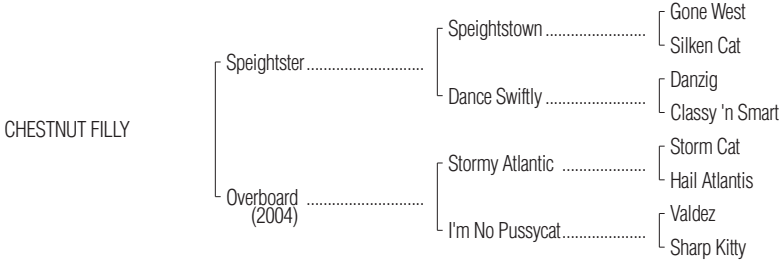 Gone West
Speightstown ........................
Silken Cat
Speightster ............................
Danzig
Dance Swiftly ........................
Classy 'n Smart
CHESTNUT FILLY
Storm Cat
Stormy Atlantic ....................
Hail Atlantis
Overboard ............................
(2004)
Valdez
I'm No Pussycat....................
Sharp Kitty